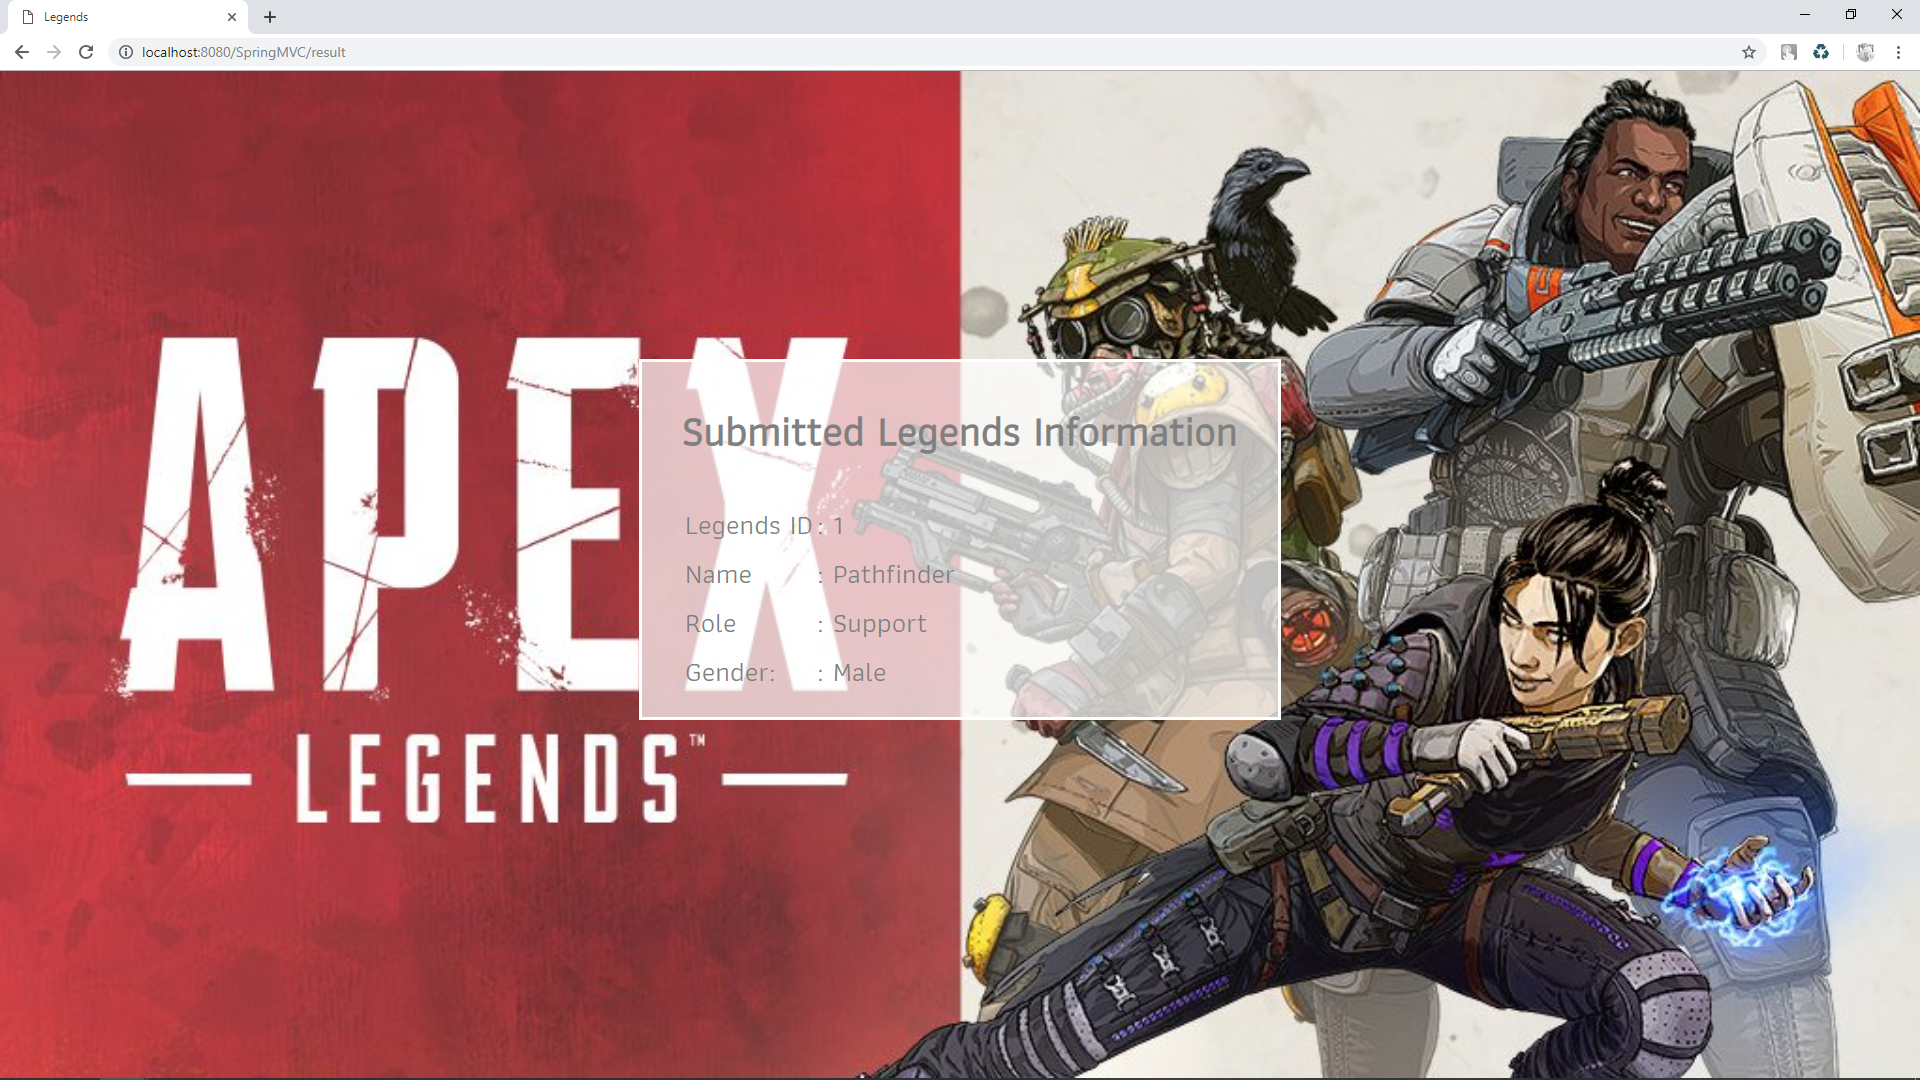 Legends
localhost:8080/SpringMVC/result
APEX
LEGENDS™
Submitted Legends Information
Legends ID : 1
Name : Pathfinder
Role : Support
Gender: : Male